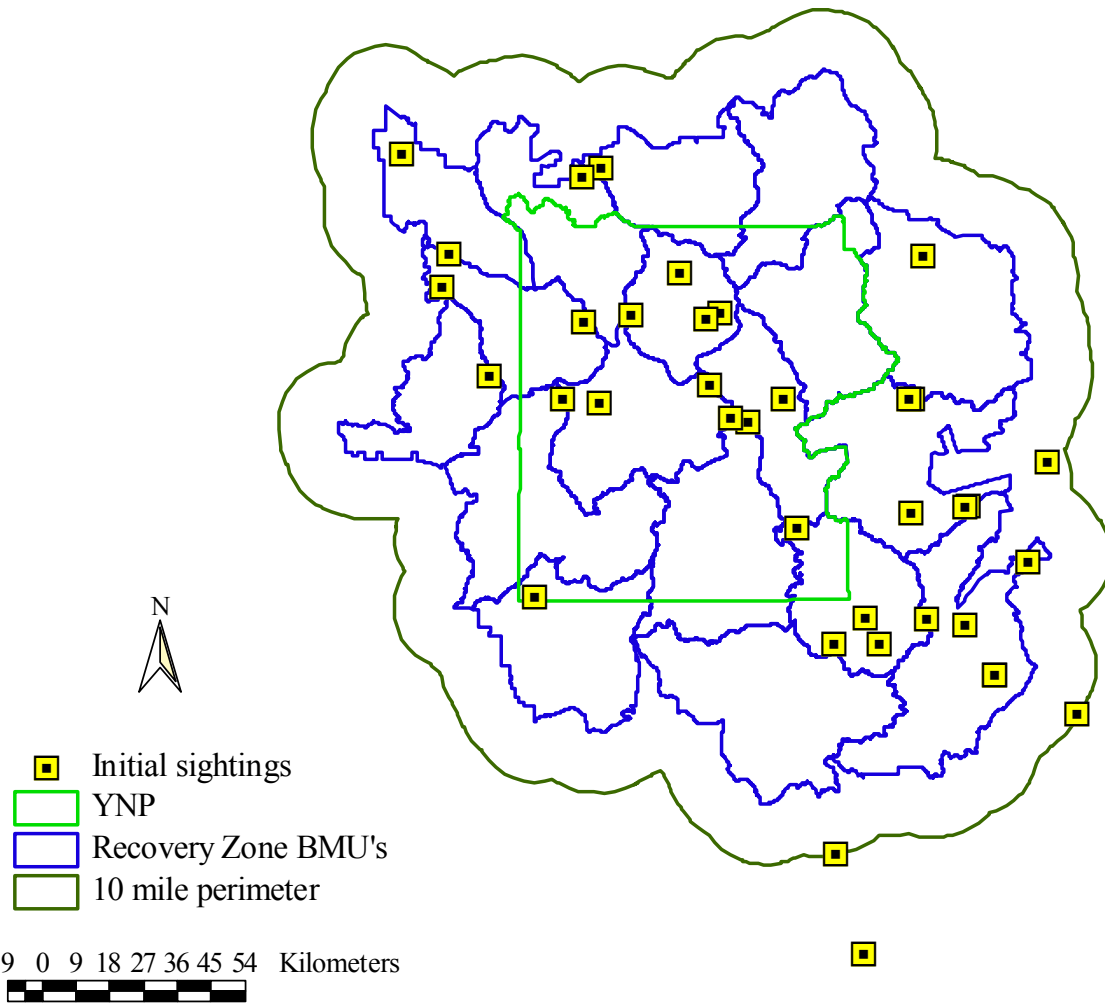 N
Initial sightings
YNP
Recovery Zone BMU's
10 mile perimeter
9 0 9 18 27 36 45 54 Kilometers